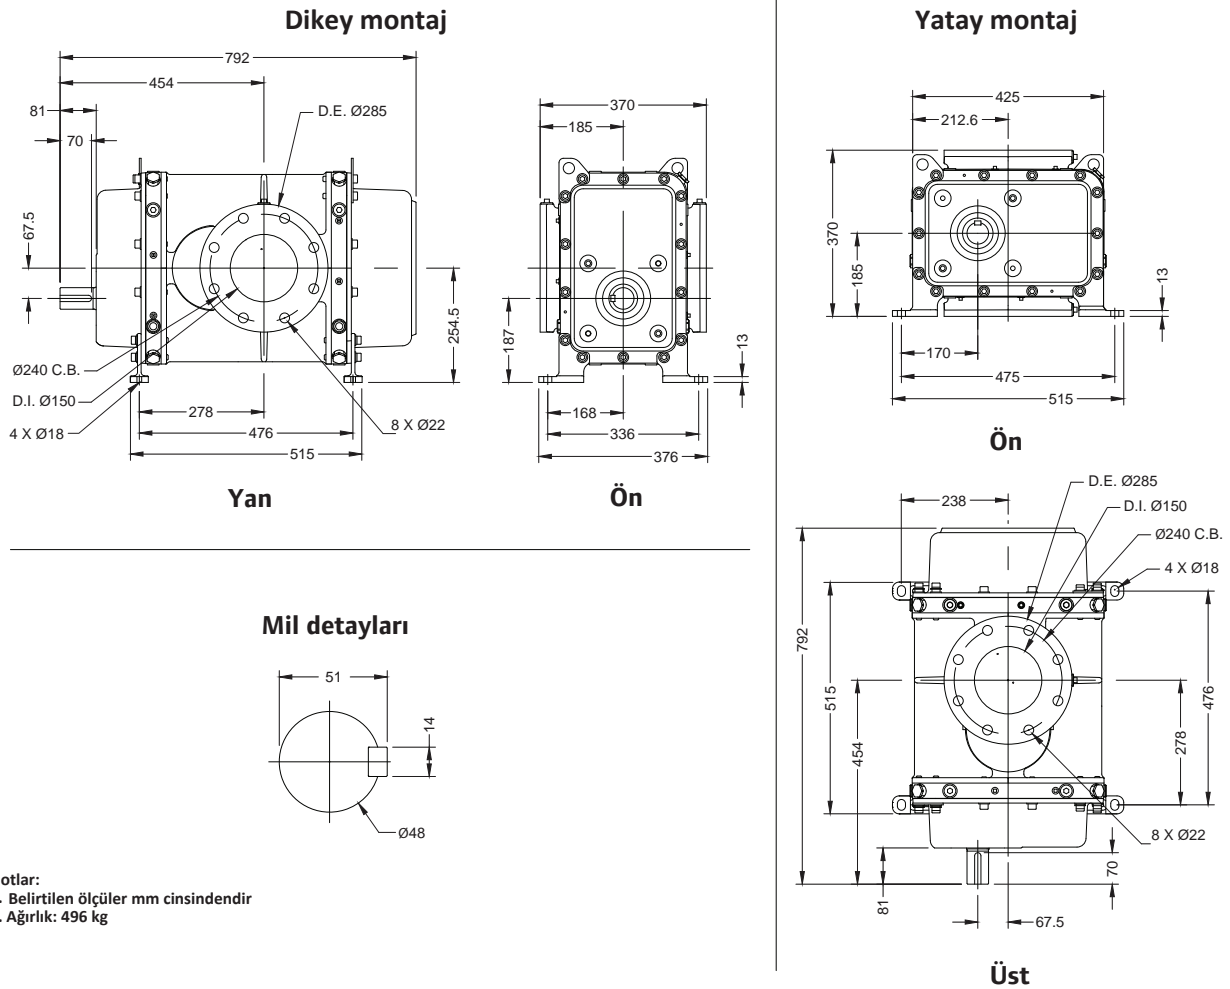 Dikey montaj
792
454
81
70
D.E. Ø285
67.5
254.5
Ø240 C.B.
D.I. Ø150
4 X Ø18
278
476
515
8 X Ø22
Yan
370
185
187
13
168
336
376
Ön
Yatay montaj
425
212.6
370
185
13
170
475
515
Ön
238
D.E. Ø285
D.I. Ø150
Ø240 C.B.
4 X Ø18
792
515
454
476
278
8 X Ø22
81
70
67.5
Üst
Mil detayları
51
14
Ø48
otlar:
. Belirtilen ölçüler mm cinsindendir
. Ağırlık: 496 kg